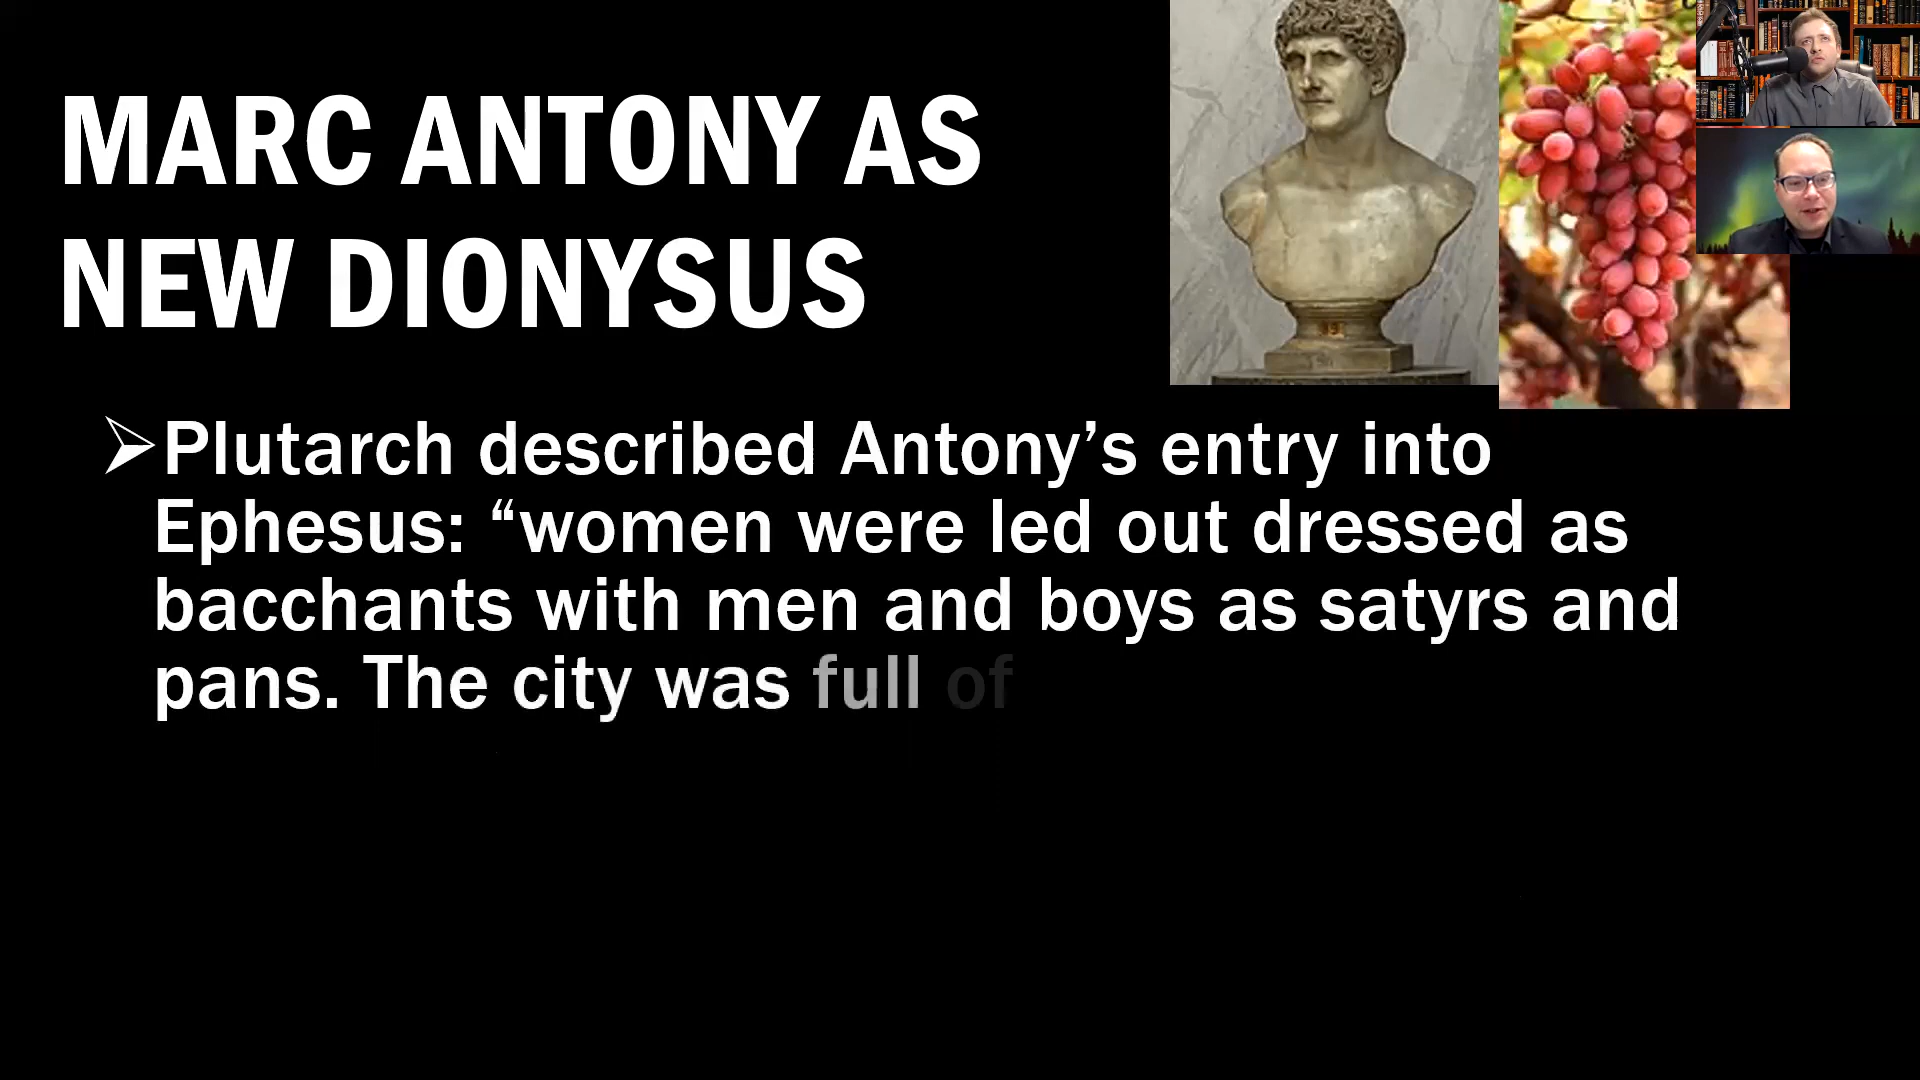 MARC ANTONY AS
NEW DIONYSUS
Plutarch described Antony’s entry into
Ephesus: “women were led out dressed as
bacchants with men and boys as satyrs and
pans. The city was full of